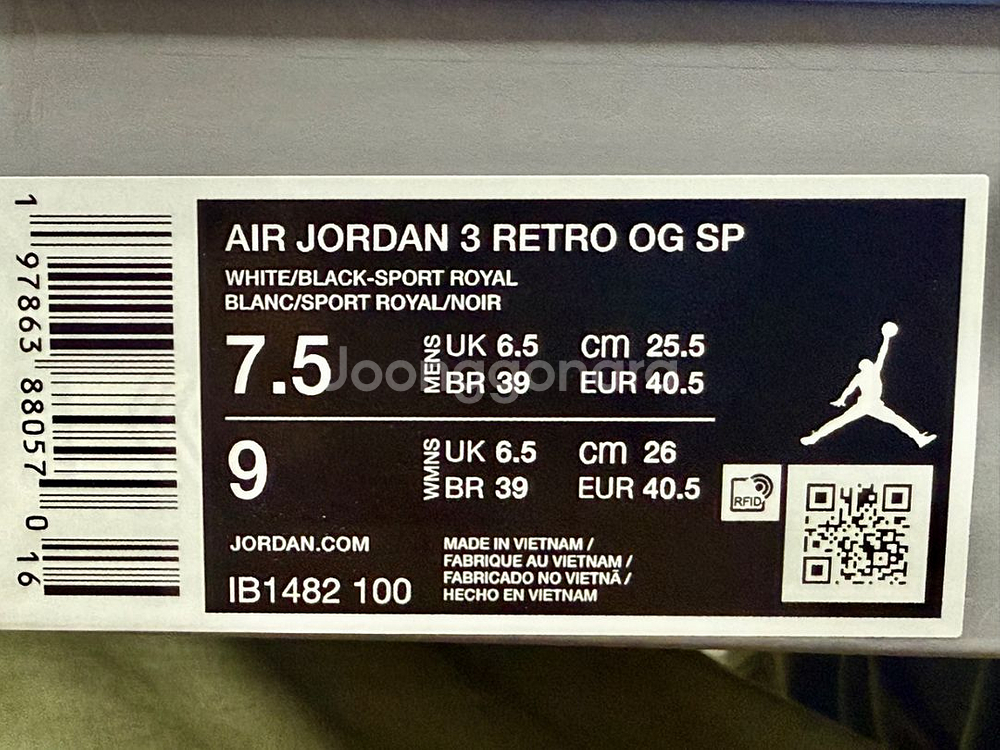 AIR JORDAN 3 RETRO OG SP
WHITE/BLACK-SPORT ROYAL
BLANC/SPORT ROYAL/NOIR
7.5 MENS UK 6.5 cm 25.5
BR 39 EUR 40.5
9 WMNS UK 6.5 cm 26
BR 39 EUR 40.5
RFID
JORDAN.COM
IB1482 100
MADE IN VIETNAM /
FABRIQUE AU VIETNAM /
FABRICADO NO VIETNÃ /
HECHO EN VIETNAM
1 97863 88057 0 16
Joonggonara